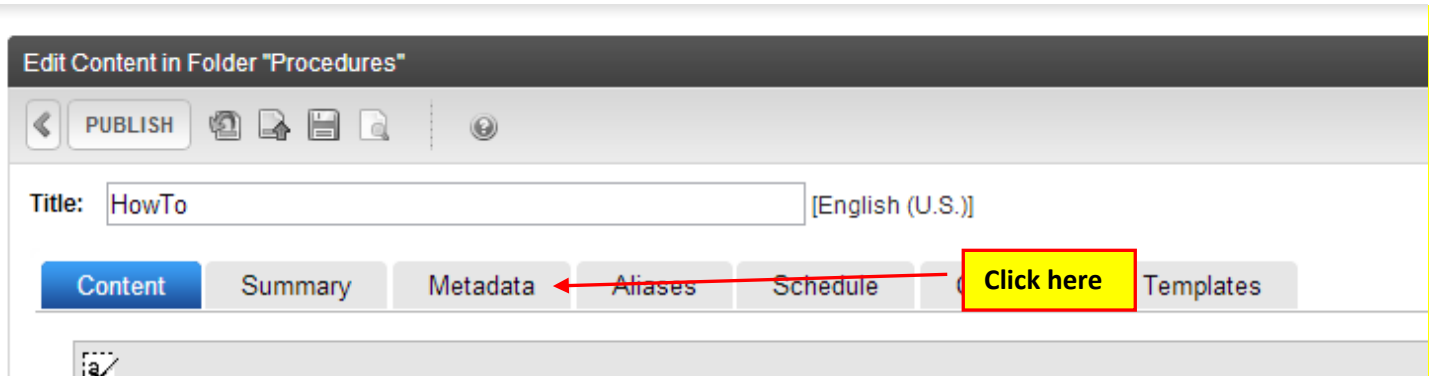 Edit Content in Folder "Procedures"
PUBLISH
Title: HowTo [English (U.S.)]
Content Summary Metadata Aliases Schedule Click here Templates
a